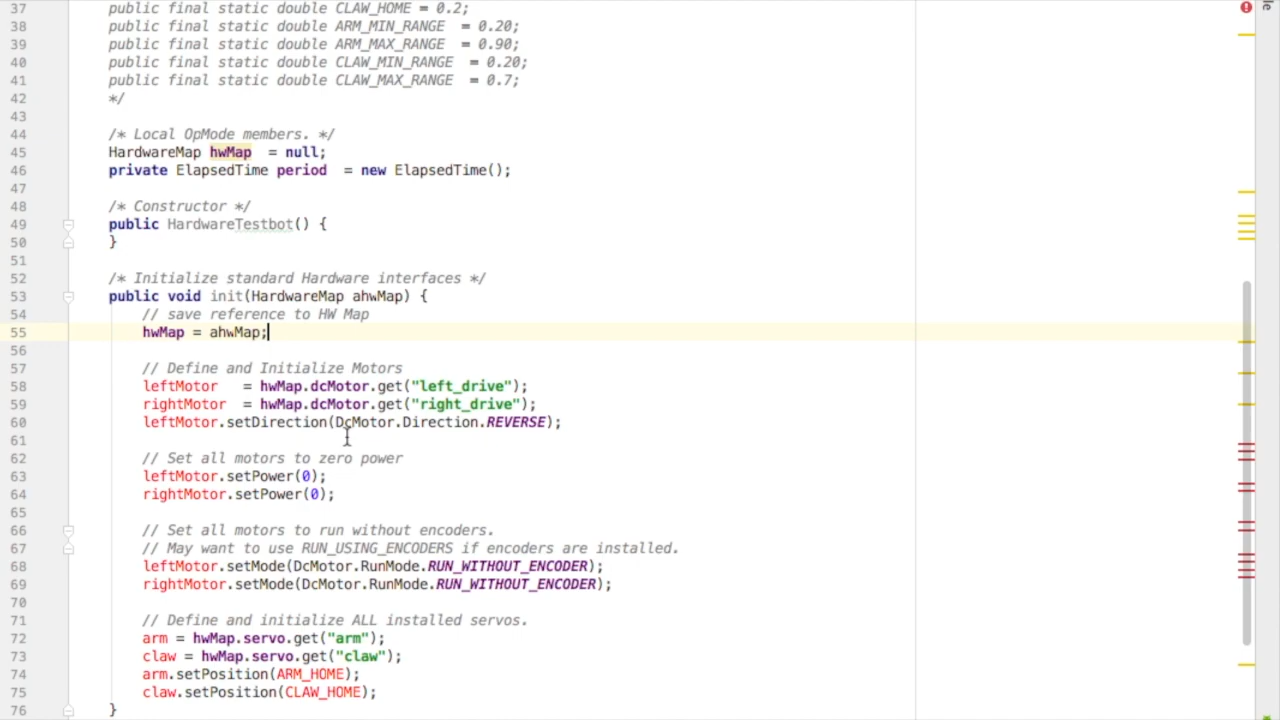 37 public final static double CLAW_HOME = 0.2;
38 public final static double ARM_MIN_RANGE  = 0.20;
39 public final static double ARM_MAX_RANGE  = 0.90;
40 public final static double CLAW_MIN_RANGE  = 0.20;
41 public final static double CLAW_MAX_RANGE  = 0.7;
42 */
43
44 /* Local OpMode members. */
45 HardwareMap hwMap  = null;
46 private ElapsedTime period  = new ElapsedTime();
47
48 /* Constructor */
49 public HardwareTestbot() {
50 }
51
52 /* Initialize standard Hardware interfaces */
53 public void init(HardwareMap ahwMap) {
54 // save reference to HW Map
55 hwMap = ahwMap;
56
57 // Define and Initialize Motors
58 leftMotor   = hwMap.dcMotor.get("left_drive");
59 rightMotor  = hwMap.dcMotor.get("right_drive");
60 leftMotor.setDirection(DcMotor.Direction.REVERSE);
61
62 // Set all motors to zero power
63 leftMotor.setPower(0);
64 rightMotor.setPower(0);
65
66 // Set all motors to run without encoders.
67 // May want to use RUN_USING_ENCODERS if encoders are installed.
68 leftMotor.setMode(DcMotor.RunMode.RUN_WITHOUT_ENCODER);
69 rightMotor.setMode(DcMotor.RunMode.RUN_WITHOUT_ENCODER);
70
71 // Define and initialize ALL installed servos.
72 arm = hwMap.servo.get("arm");
73 claw = hwMap.servo.get("claw");
74 arm.setPosition(ARM_HOME);
75 claw.setPosition(CLAW_HOME);
76 }